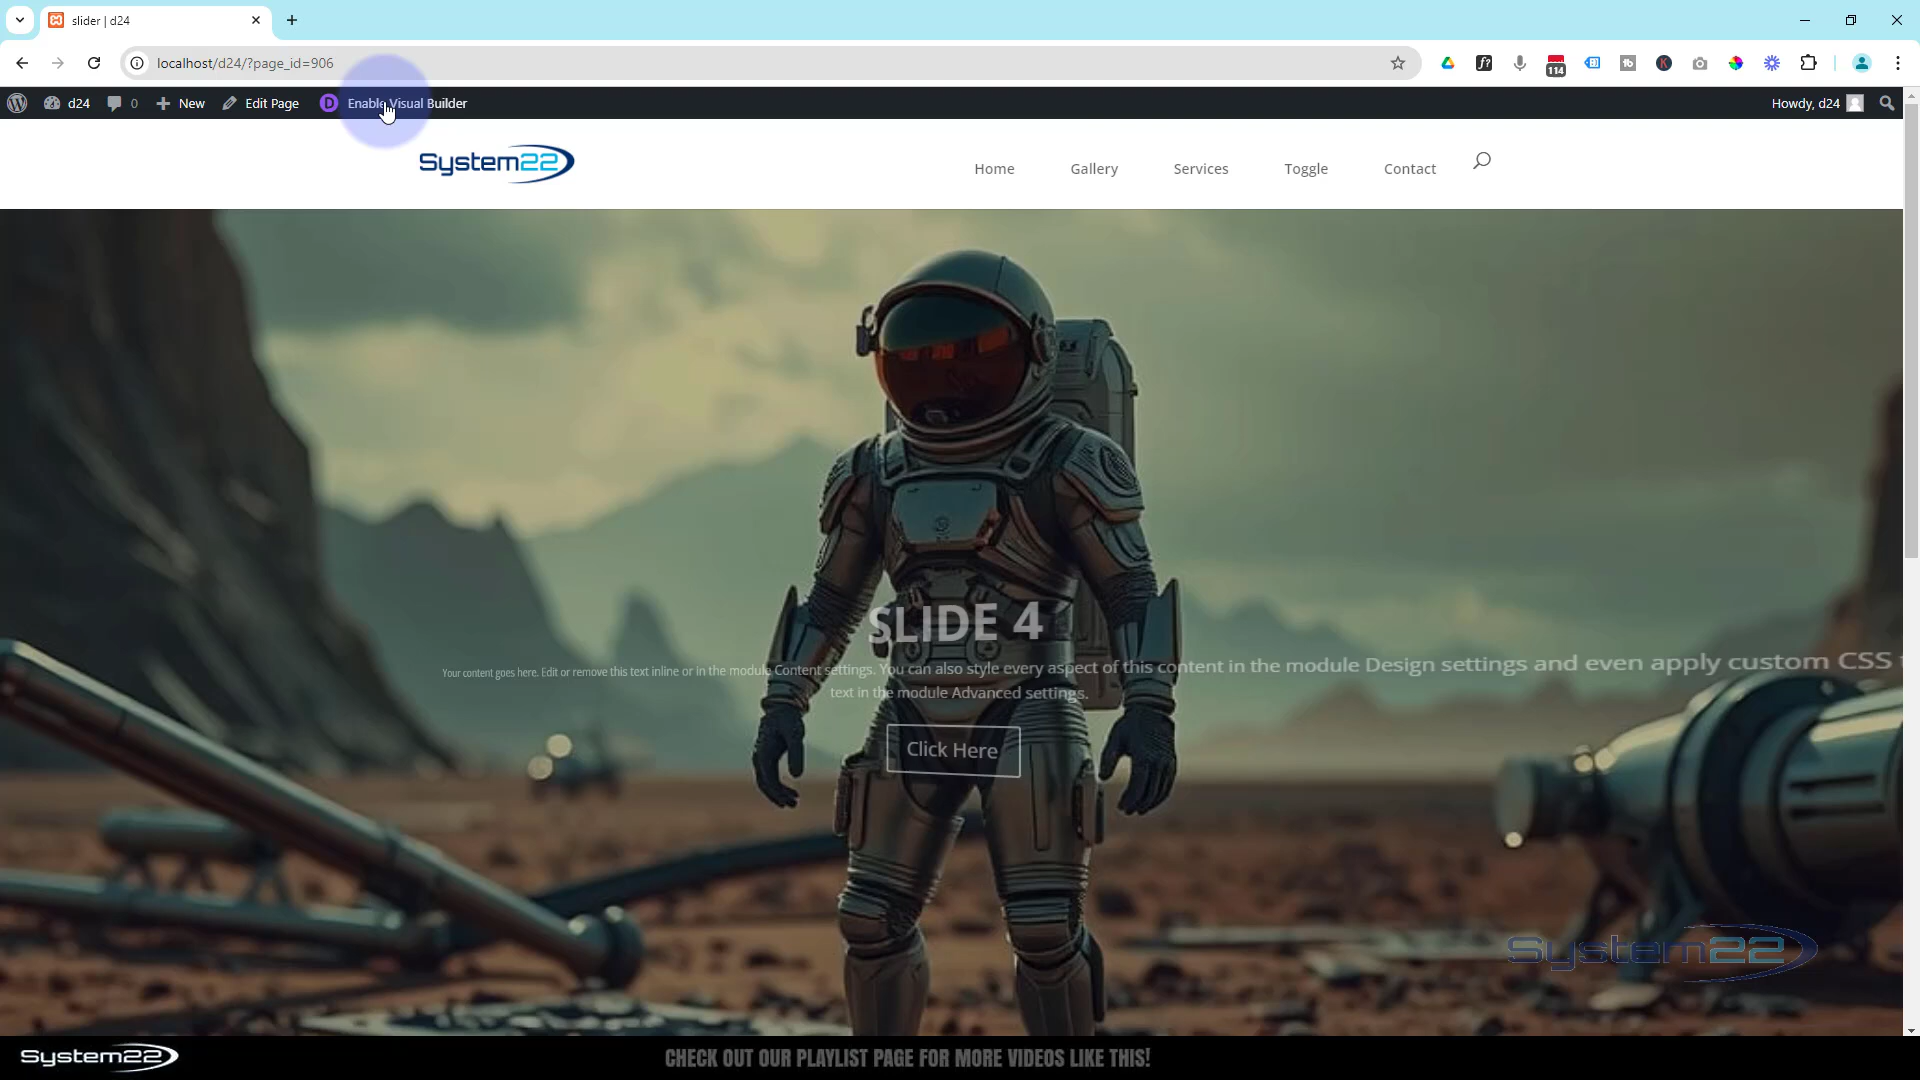 slider | d24
localhost/d24/?page_id=906
114
d24
0
New
Edit Page
Enable Visual Builder
Howdy, d24
System22
Home
Gallery
Services
Toggle
Contact
SLIDE 4
Your content goes here. Edit or remove this text inline or in the module Content settings. You can also style every aspect of this content in the module Design settings and even apply custom CSS
text in the module Advanced settings.
Click Here
System22
System22
CHECK OUT OUR PLAYLIST PAGE FOR MORE VIDEOS LIKE THIS!